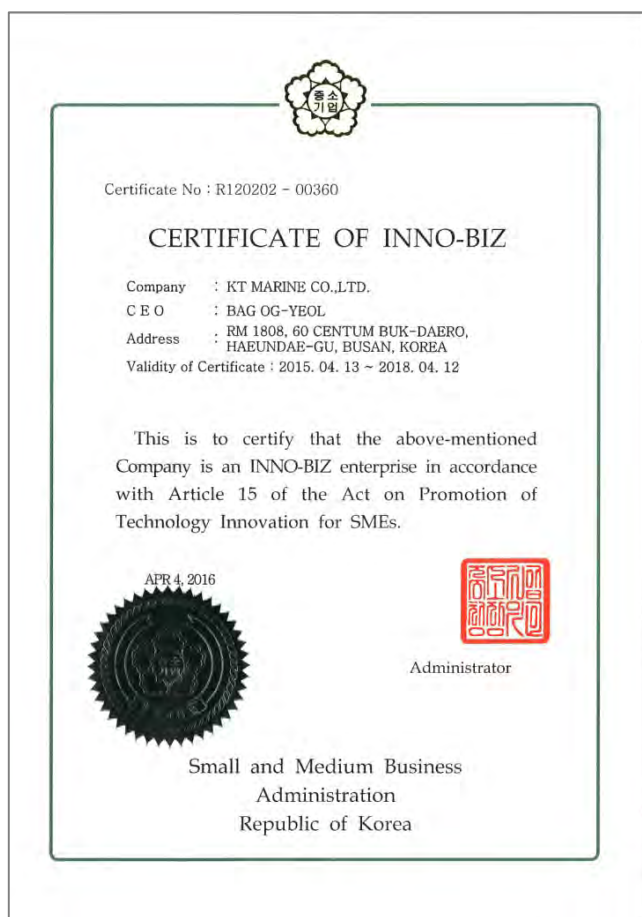 중소
기업
Certificate No : R120202 - 00360
CERTIFICATE OF INNO-BIZ
Company : KT MARINE CO.,LTD.
C E O : BAG OG-YEOL
Address : RM 1808, 60 CENTUM BUK-DAERO,
HAEUNDAE-GU, BUSAN, KOREA
Validity of Certificate : 2015. 04. 13 ~ 2018. 04. 12
This is to certify that the above-mentioned
Company is an INNO-BIZ enterprise in accordance
with Article 15 of the Act on Promotion of
Technology Innovation for SMEs.
APR 4, 2016
Administrator
Small and Medium Business
Administration
Republic of Korea